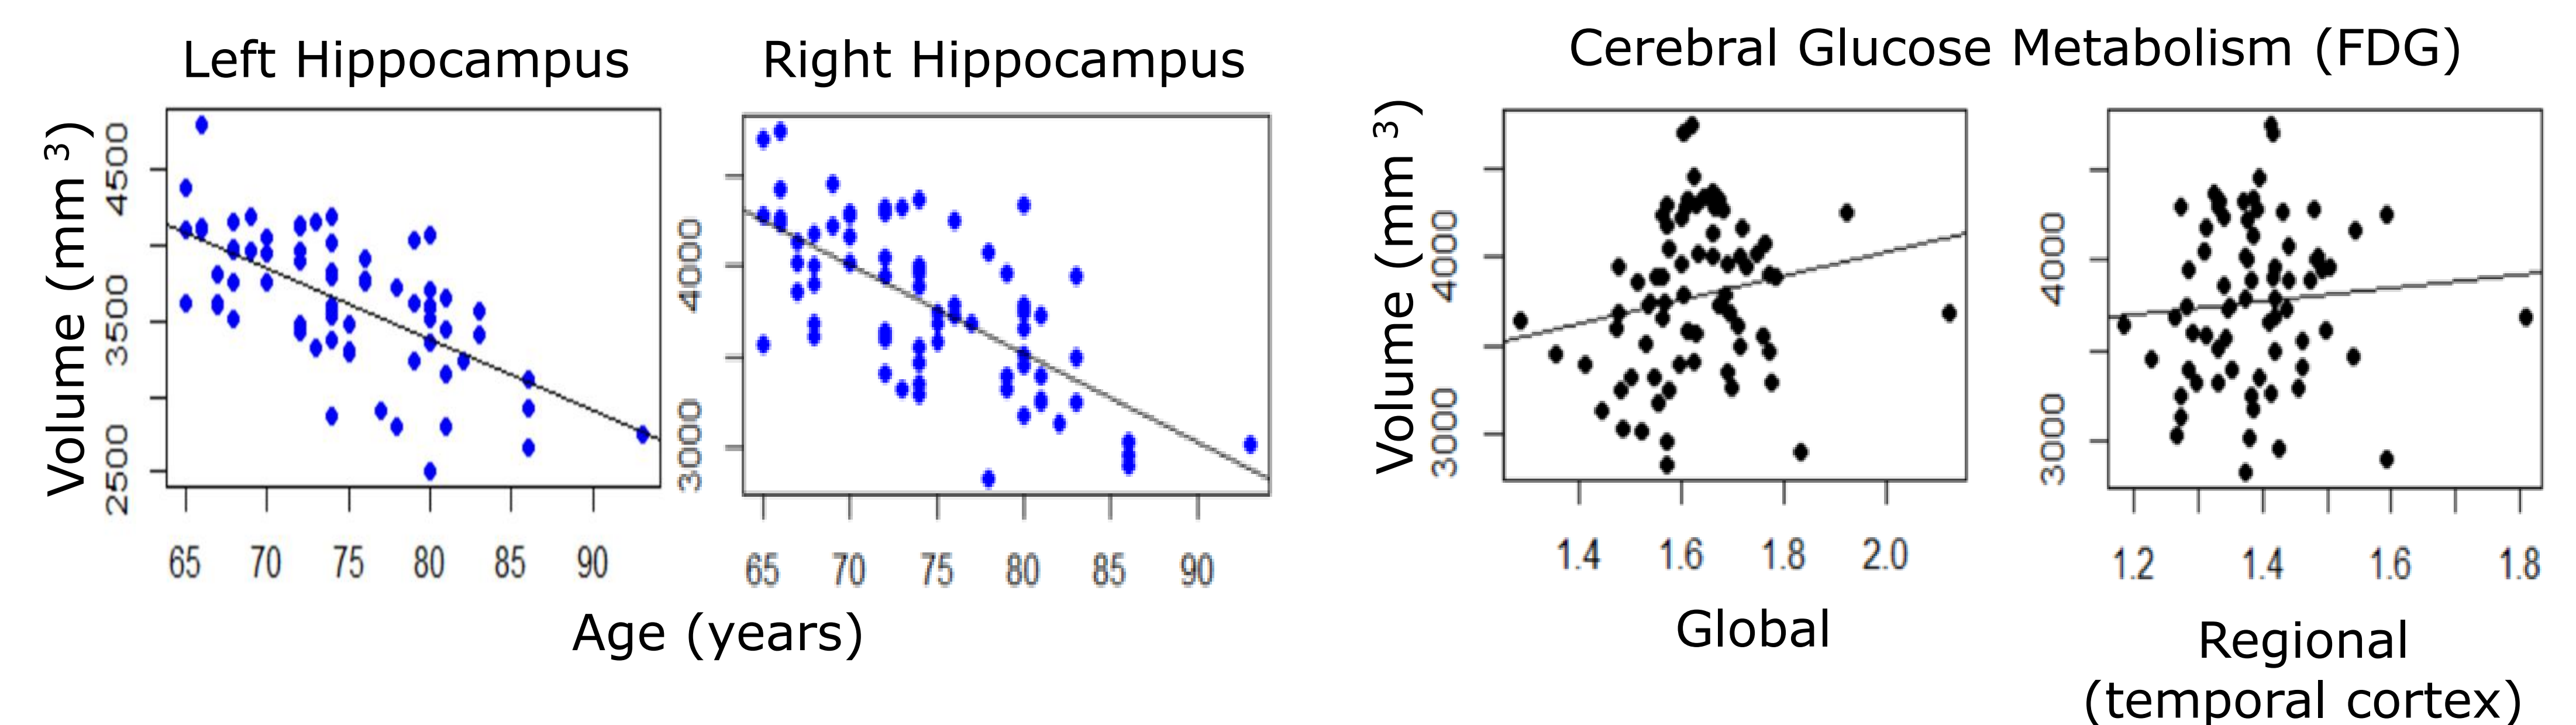 Left Hippocampus
Right Hippocampus
Cerebral Glucose Metabolism (FDG)
Volume (mm 3)
4500
3500
2500
65 70 75 80 85 90
4000
3000
65 70 75 80 85 90
Age (years)
Volume (mm 3)
4000
3000
1.4 1.6 1.8 2.0
Global
4000
3000
1.2 1.4 1.6 1.8
Regional
(temporal cortex)